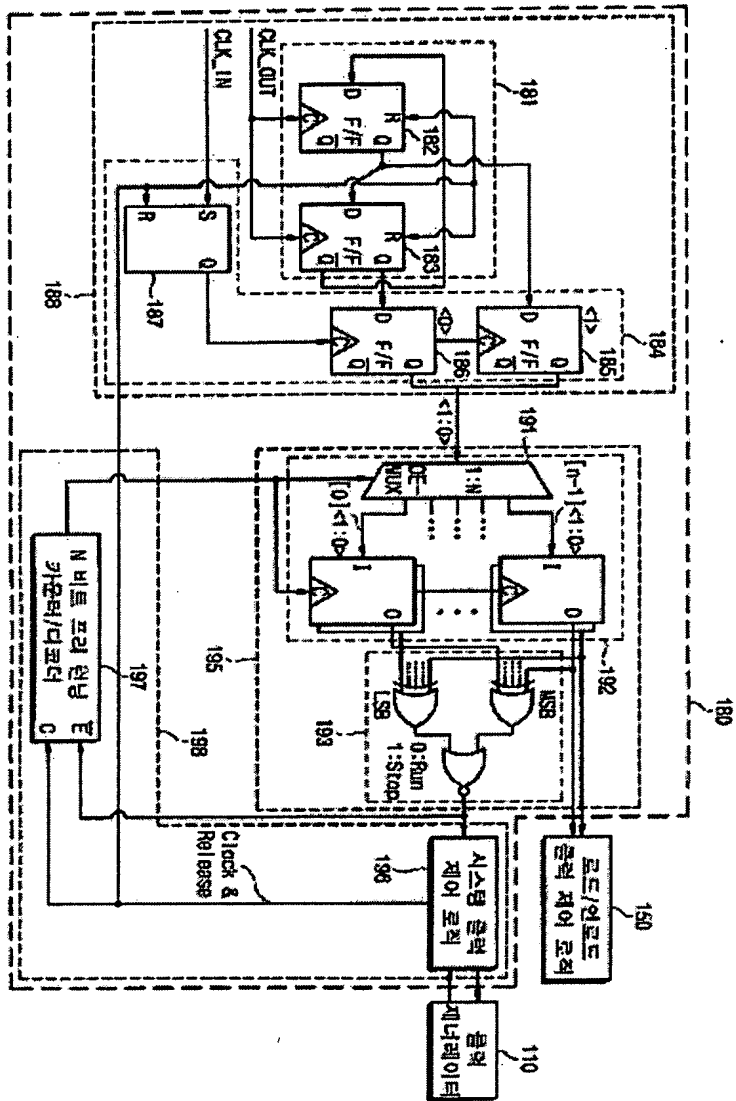 180
CLK_IN
CLK_OUT
181
D
R
F/F
Q
C
Q
182
D
R
F/F
Q
C
Q
183
188
R
S
Q
187
184
<0>
D
F/F
Q
C
Q
186
<1>
D
F/F
Q
C
Q
185
<1:0>
191
1:N
DE-
MUX
[0]<1:0>
[n-1]<1:0>
I
O
C
I
O
C
192
195
LSB
MSB
193
0:Run
1:Stop
N 비트 프리 런닝
카운터/디코더
C
E
197
198
Clock &
Release
시스템 클럭
제어 로직
196
로드/언로드
클럭 제어 로직
150
클럭
제너레이터
110